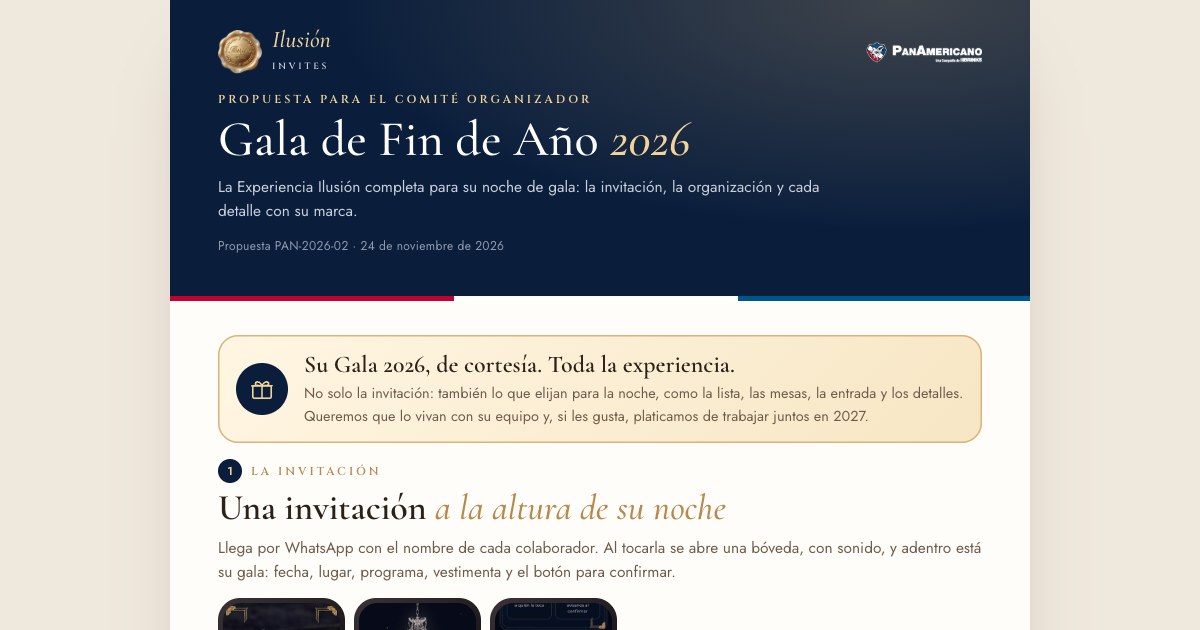 Ilusión
INVITES
PANAMERICANO
PROPUESTA PARA EL COMITÉ ORGANIZADOR
Gala de Fin de Año 2026
La Experiencia Ilusión completa para su noche de gala: la invitación, la organización y cada
detalle con su marca.
Propuesta PAN-2026-02 · 24 de noviembre de 2026
Su Gala 2026, de cortesía. Toda la experiencia.
No solo la invitación: también lo que elijan para la noche, como la lista, las mesas, la entrada y los detalles.
Queremos que lo vivan con su equipo y, si les gusta, platicamos de trabajar juntos en 2027.
1 LA INVITACIÓN
Una invitación a la altura de su noche
Llega por WhatsApp con el nombre de cada colaborador. Al tocarla se abre una bóveda, con sonido, y adentro está
su gala: fecha, lugar, programa, vestimenta y el botón para confirmar.
confirmar